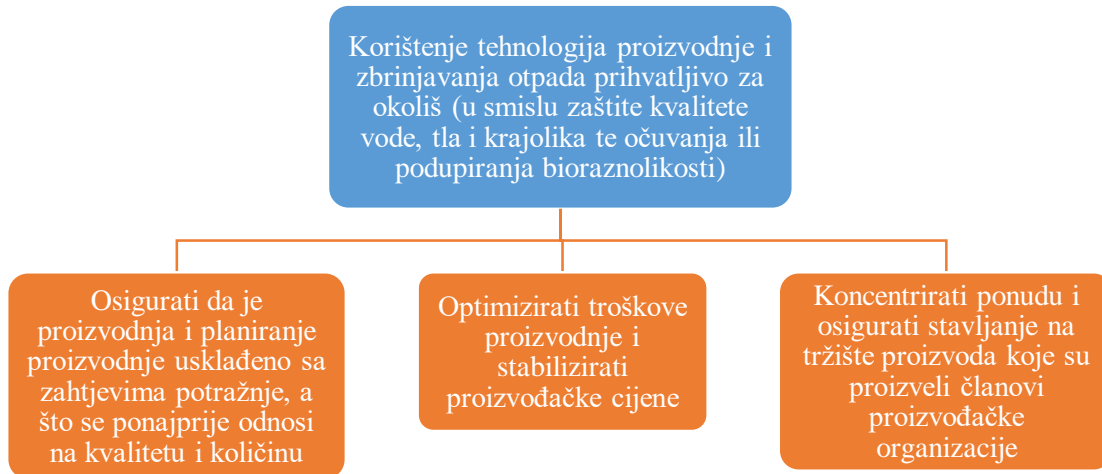 Korištenje tehnologija proizvodnje i
zbrinjavanja otpada prihvatljivo za
okoliš (u smislu zaštite kvalitete
vode, tla i krajolika te očuvanja ili
podupiranja bioraznolikosti)
Osigurati da je
proizvodnja i planiranje
proizvodnje usklađeno sa
zahtjevima potražnje, a
što se ponajprije odnosi
na kvalitetu i količinu
Optimizirati troškove
proizvodnje i
stabilizirati
proizvođačke cijene
Koncentrirati ponudu i
osigurati stavljanje na
tržište proizvoda koje su
proizveli članovi
proizvođačke
organizacije